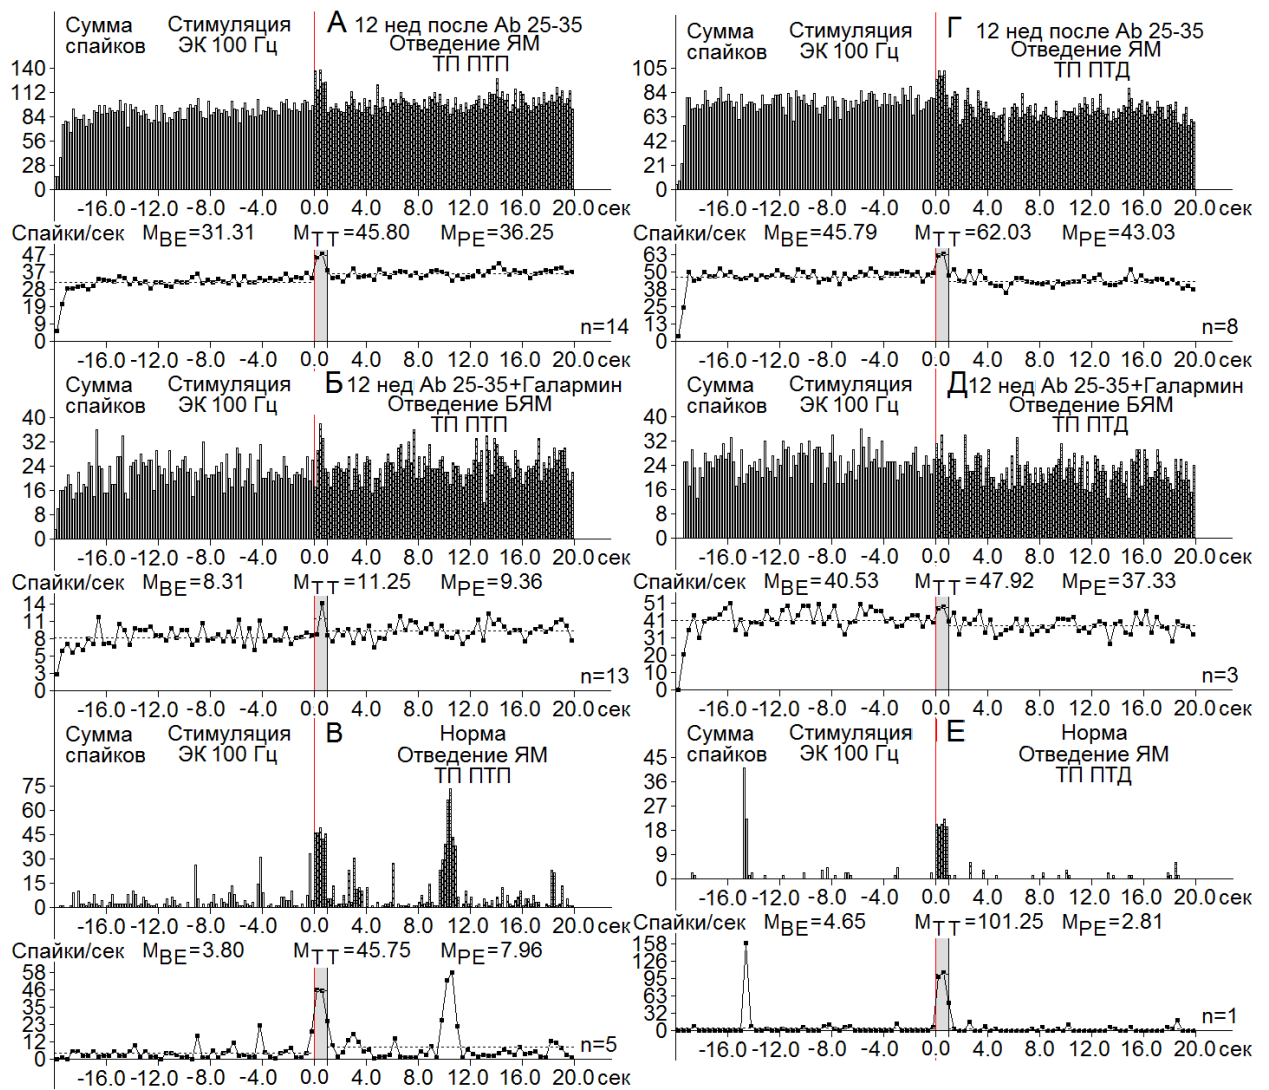 Сумма
спайков
Стимуляция
ЭК 100 Гц
А 12 нед после Ab 25-35
Отведение ЯМ
ТП ПТП
140
112
84
56
28
0
-16.0 -12.0 -8.0 -4.0 0.0 4.0 8.0 12.0 16.0 20.0 сек
Спайки/сек MBE=31.31 MTT=45.80 MPE=36.25
47
37
28
19
9
0
n=14
-16.0 -12.0 -8.0 -4.0 0.0 4.0 8.0 12.0 16.0 20.0 сек
Сумма
спайков
Стимуляция
ЭК 100 Гц
Б 12 нед Ab 25-35+Галармин
Отведение БЯМ
ТП ПТП
40
32
24
16
8
0
-16.0 -12.0 -8.0 -4.0 0.0 4.0 8.0 12.0 16.0 20.0 сек
Спайки/сек MBE=8.31 MTT=11.25 MPE=9.36
14
11
8
6
3
0
n=13
-16.0 -12.0 -8.0 -4.0 0.0 4.0 8.0 12.0 16.0 20.0 сек
Сумма
спайков
Стимуляция
ЭК 100 Гц
В Норма
Отведение ЯМ
ТП ПТП
75
60
45
30
15
0
-16.0 -12.0 -8.0 -4.0 0.0 4.0 8.0 12.0 16.0 20.0 сек
Спайки/сек MBE=3.80 MTT=45.75 MPE=7.96
58
46
35
23
12
0
n=5
-16.0 -12.0 -8.0 -4.0 0.0 4.0 8.0 12.0 16.0 20.0 сек
Сумма
спайков
Стимуляция
ЭК 100 Гц
Г 12 нед после Ab 25-35
Отведение ЯМ
ТП ПТД
105
84
63
42
21
0
-16.0 -12.0 -8.0 -4.0 0.0 4.0 8.0 12.0 16.0 20.0 сек
Спайки/сек MBE=45.79 MTT=62.03 MPE=43.03
63
50
38
25
13
0
n=8
-16.0 -12.0 -8.0 -4.0 0.0 4.0 8.0 12.0 16.0 20.0 сек
Сумма
спайков
Стимуляция
ЭК 100 Гц
Д 12 нед Ab 25-35+Галармин
Отведение БЯМ
ТП ПТД
40
32
24
16
8
0
-16.0 -12.0 -8.0 -4.0 0.0 4.0 8.0 12.0 16.0 20.0 сек
Спайки/сек MBE=40.53 MTT=47.92 MPE=37.33
51
41
31
20
10
0
n=3
-16.0 -12.0 -8.0 -4.0 0.0 4.0 8.0 12.0 16.0 20.0 сек
Сумма
спайков
Стимуляция
ЭК 100 Гц
Е Норма
Отведение ЯМ
ТП ПТД
45
36
27
18
9
0
-16.0 -12.0 -8.0 -4.0 0.0 4.0 8.0 12.0 16.0 20.0 сек
Спайки/сек MBE=4.65 MTT=101.25 MPE=2.81
158
126
95
63
32
0
n=1
-16.0 -12.0 -8.0 -4.0 0.0 4.0 8.0 12.0 16.0 20.0 сек